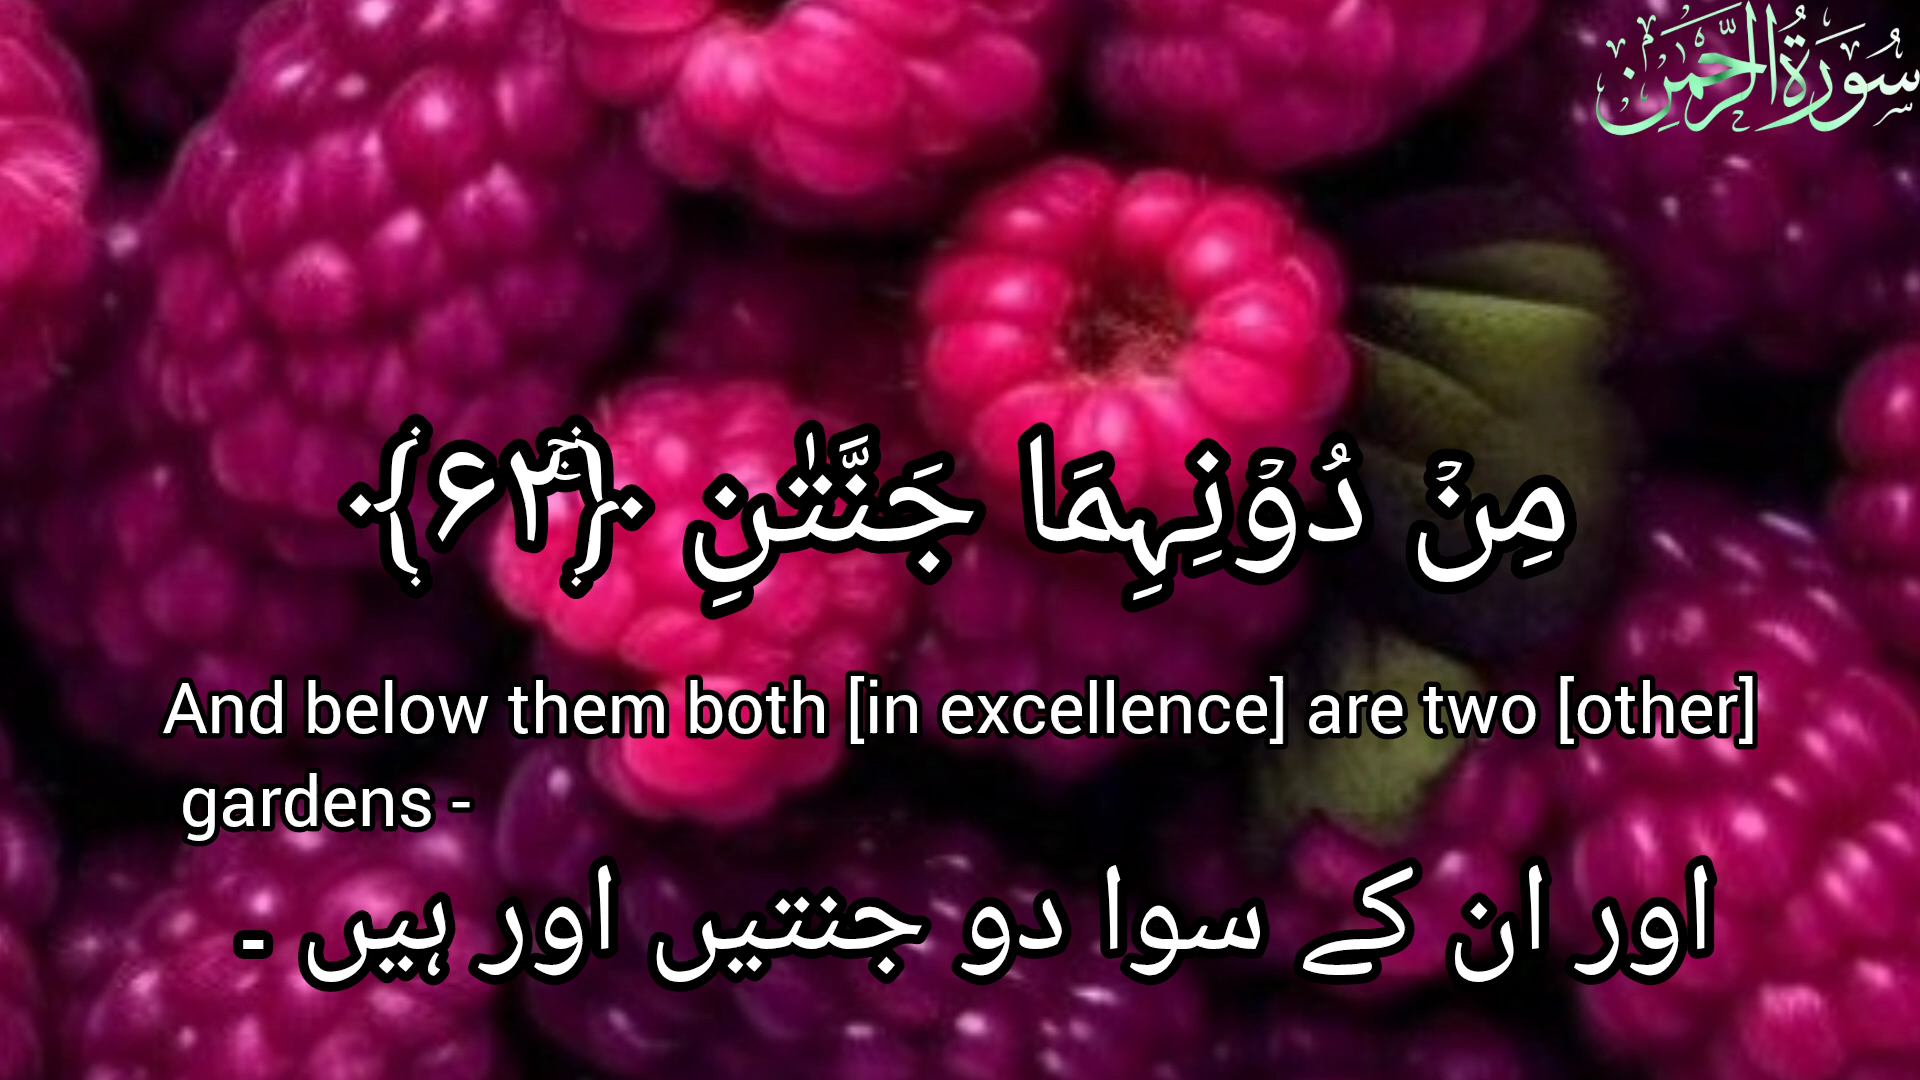 سُورَةُ الرَّحْمٰنِ
مِنۡ دُوۡنِہِمَا جَنَّتٰنِ ﴿ۚ۶۲﴾
And below them both [in excellence] are two [other]
gardens -
اور ان کے سوا دو جنتیں اور ہیں ۔